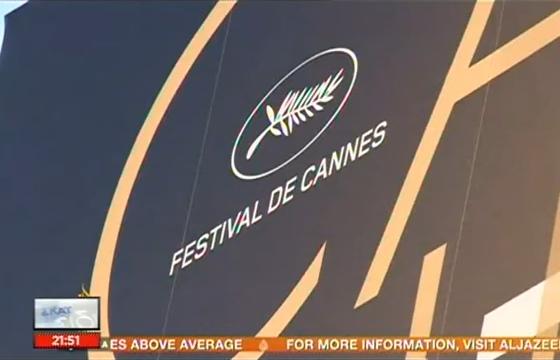 FESTIVAL DE CANNES
21:51
ES ABOVE AVERAGE
FOR MORE INFORMATION, VISIT ALJAZEE